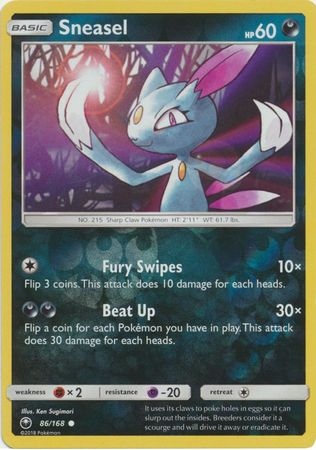 BASIC
Sneasel
HP60
NO. 215 Sharp Claw Pokémon HT: 2'11" WT: 61.7 lbs.
Fury Swipes 10×
Flip 3 coins. This attack does 10 damage for each heads.
Beat Up 30×
Flip a coin for each Pokémon you have in play. This attack
does 30 damage for each heads.
weakness × 2 resistance -20 retreat
Illus. Ken Sugimori
86/168
©2018 Pokémon
It uses its claws to poke holes in eggs so it can
slurp out the insides. Breeders consider it a
scourge and will drive it away or eradicate it.